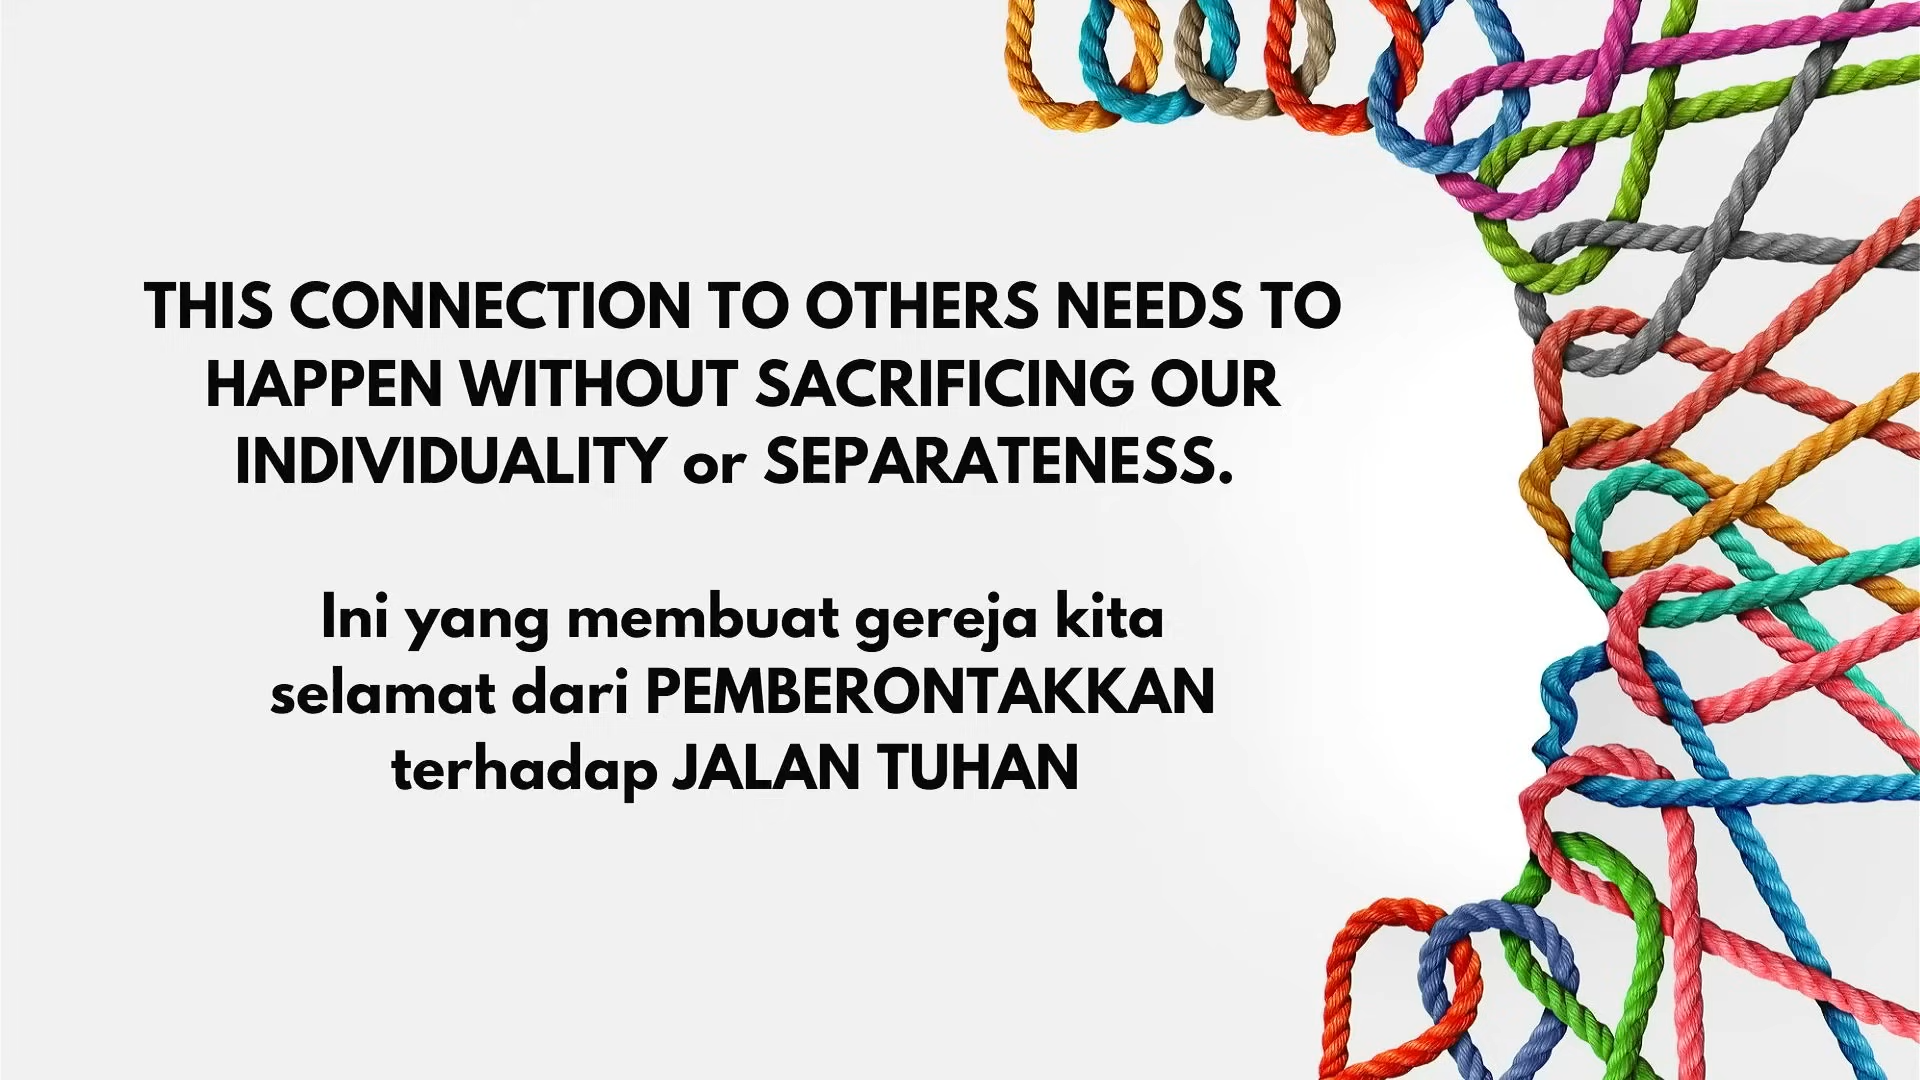 THIS CONNECTION TO OTHERS NEEDS TO
HAPPEN WITHOUT SACRIFICING OUR
INDIVIDUALITY or SEPARATENESS.
Ini yang membuat gereja kita
selamat dari PEMBERONTAKKAN
terhadap JALAN TUHAN